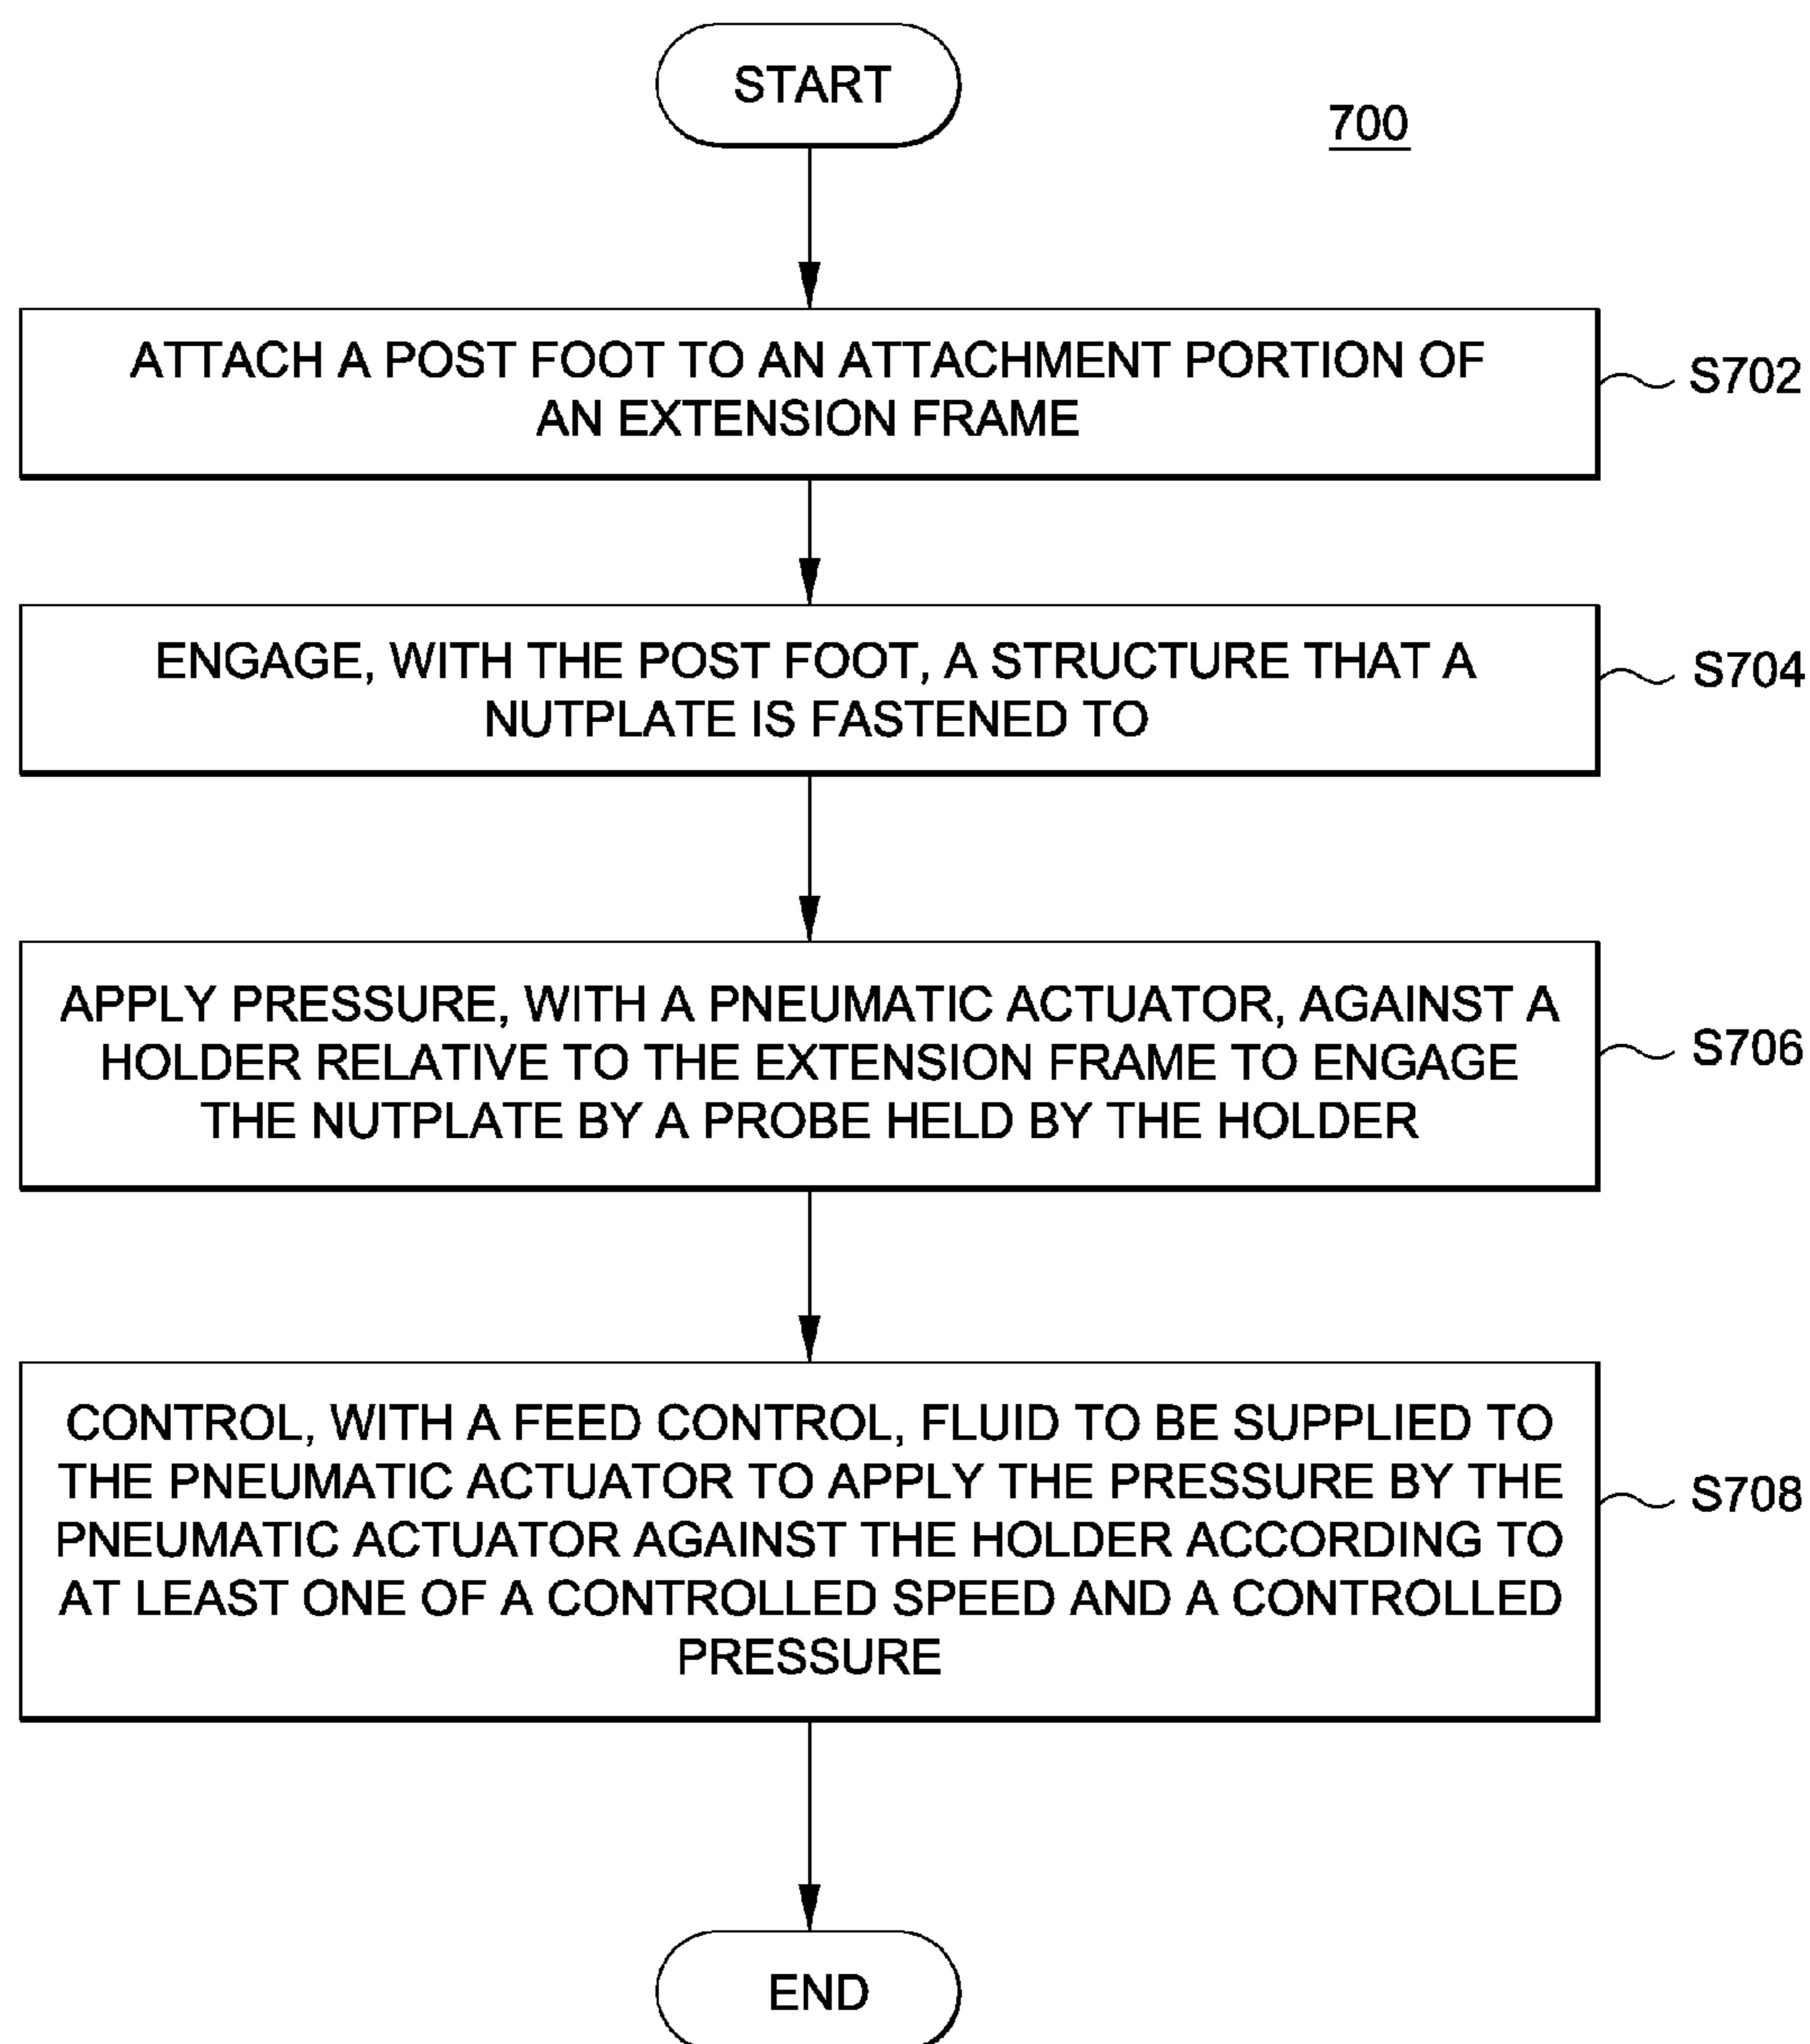 START
700
ATTACH A POST FOOT TO AN ATTACHMENT PORTION OF
AN EXTENSION FRAME
S702
ENGAGE, WITH THE POST FOOT, A STRUCTURE THAT A
NUTPLATE IS FASTENED TO
S704
APPLY PRESSURE, WITH A PNEUMATIC ACTUATOR, AGAINST A
HOLDER RELATIVE TO THE EXTENSION FRAME TO ENGAGE
THE NUTPLATE BY A PROBE HELD BY THE HOLDER
S706
CONTROL, WITH A FEED CONTROL, FLUID TO BE SUPPLIED TO
THE PNEUMATIC ACTUATOR TO APPLY THE PRESSURE BY THE
PNEUMATIC ACTUATOR AGAINST THE HOLDER ACCORDING TO
AT LEAST ONE OF A CONTROLLED SPEED AND A CONTROLLED
PRESSURE
S708
END